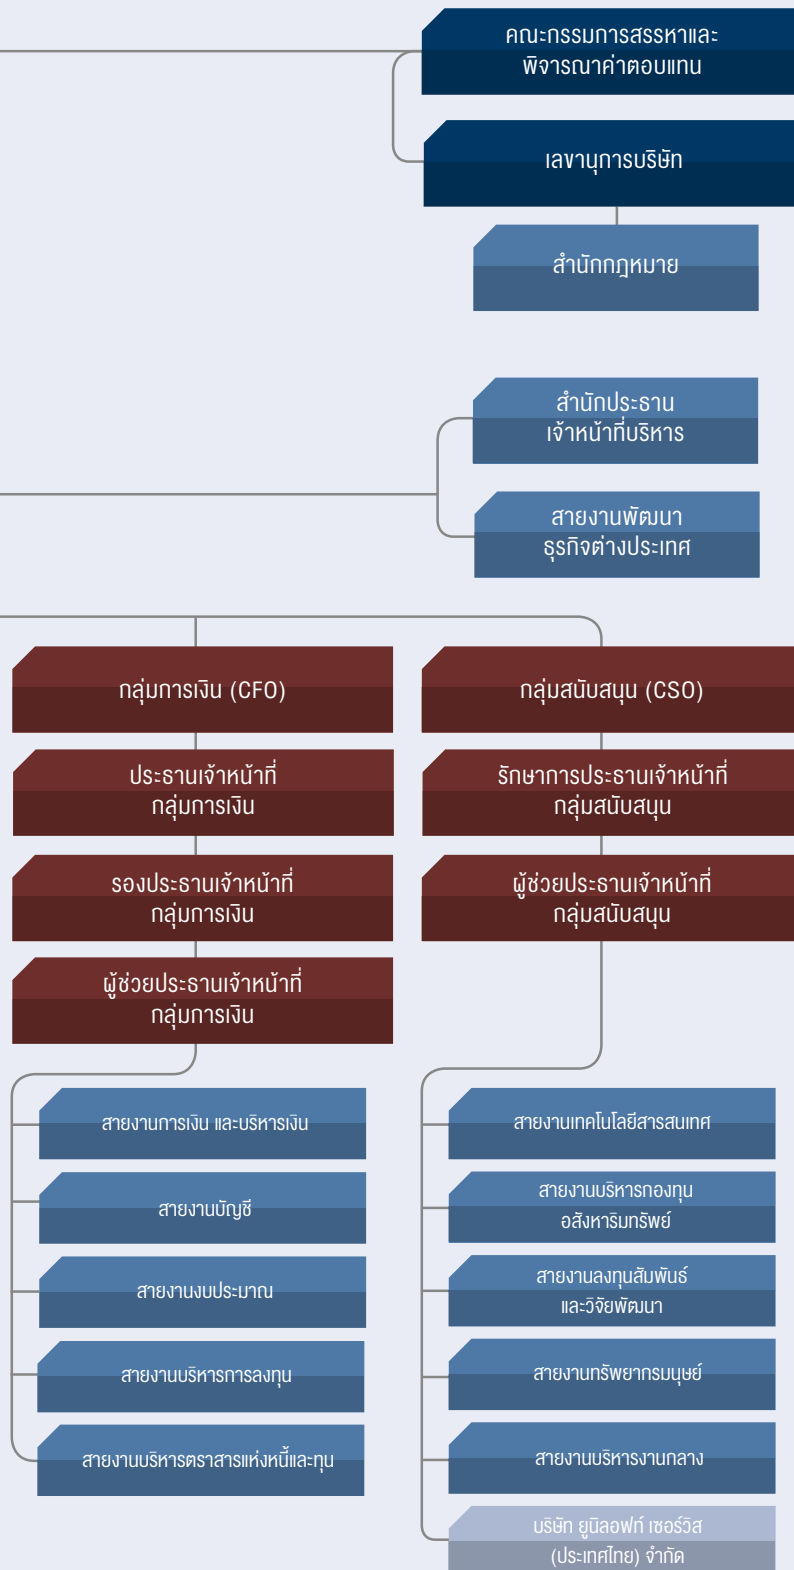 คณะกรรมการสรรหาและ
พิจารณาค่าตอบแทน
เลขานุการบริษัท
สำนักกฎหมาย
สำนักประธาน
เจ้าหน้าที่บริหาร
สายงานพัฒนา
ธุรกิจต่างประเทศ
กลุ่มการเงิน (CFO)
ประธานเจ้าหน้าที่
กลุ่มการเงิน
รองประธานเจ้าหน้าที่
กลุ่มการเงิน
ผู้ช่วยประธานเจ้าหน้าที่
กลุ่มการเงิน
สายงานการเงิน และบริหารเงิน
สายงานบัญชี
สายงานงบประมาณ
สายงานบริหารการลงทุน
สายงานบริหารตราสารแห่งหนี้และทุน
กลุ่มสนับสนุน (CSO)
รักษาการประธานเจ้าหน้าที่
กลุ่มสนับสนุน
ผู้ช่วยประธานเจ้าหน้าที่
กลุ่มสนับสนุน
สายงานเทคโนโลยีสารสนเทศ
สายงานบริหารกองทุน
อสังหาริมทรัพย์
สายงานลงทุนสัมพันธ์
และวิจัยพัฒนา
สายงานทรัพยากรมนุษย์
สายงานบริหารงานกลาง
บริษัท ยูนิลอฟท์ เซอร์วิส
(ประเทศไทย) จำกัด